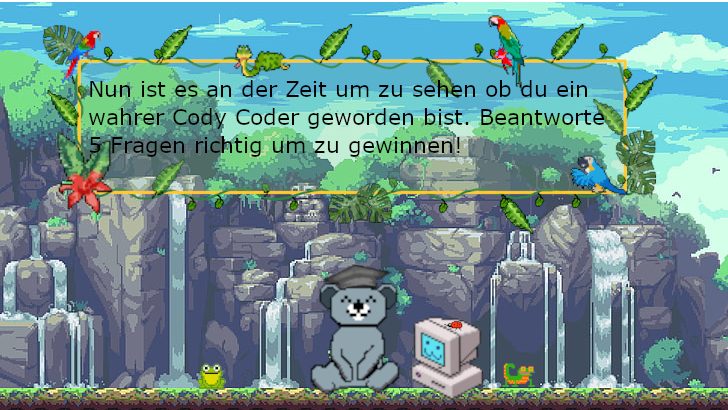 Nun ist es an der Zeit um zu sehen ob du ein
wahrer Cody Coder geworden bist. Beantworte
5 Fragen richtig um zu gewinnen!